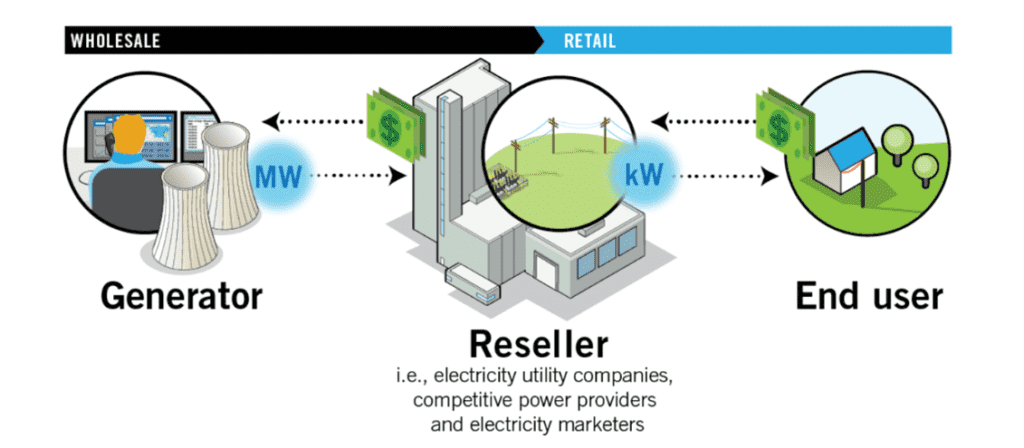 WHOLESALE
RETAIL
$
MW
kW
$
Generator
End user
Reseller
i.e., electricity utility companies,
competitive power providers
and electricity marketers